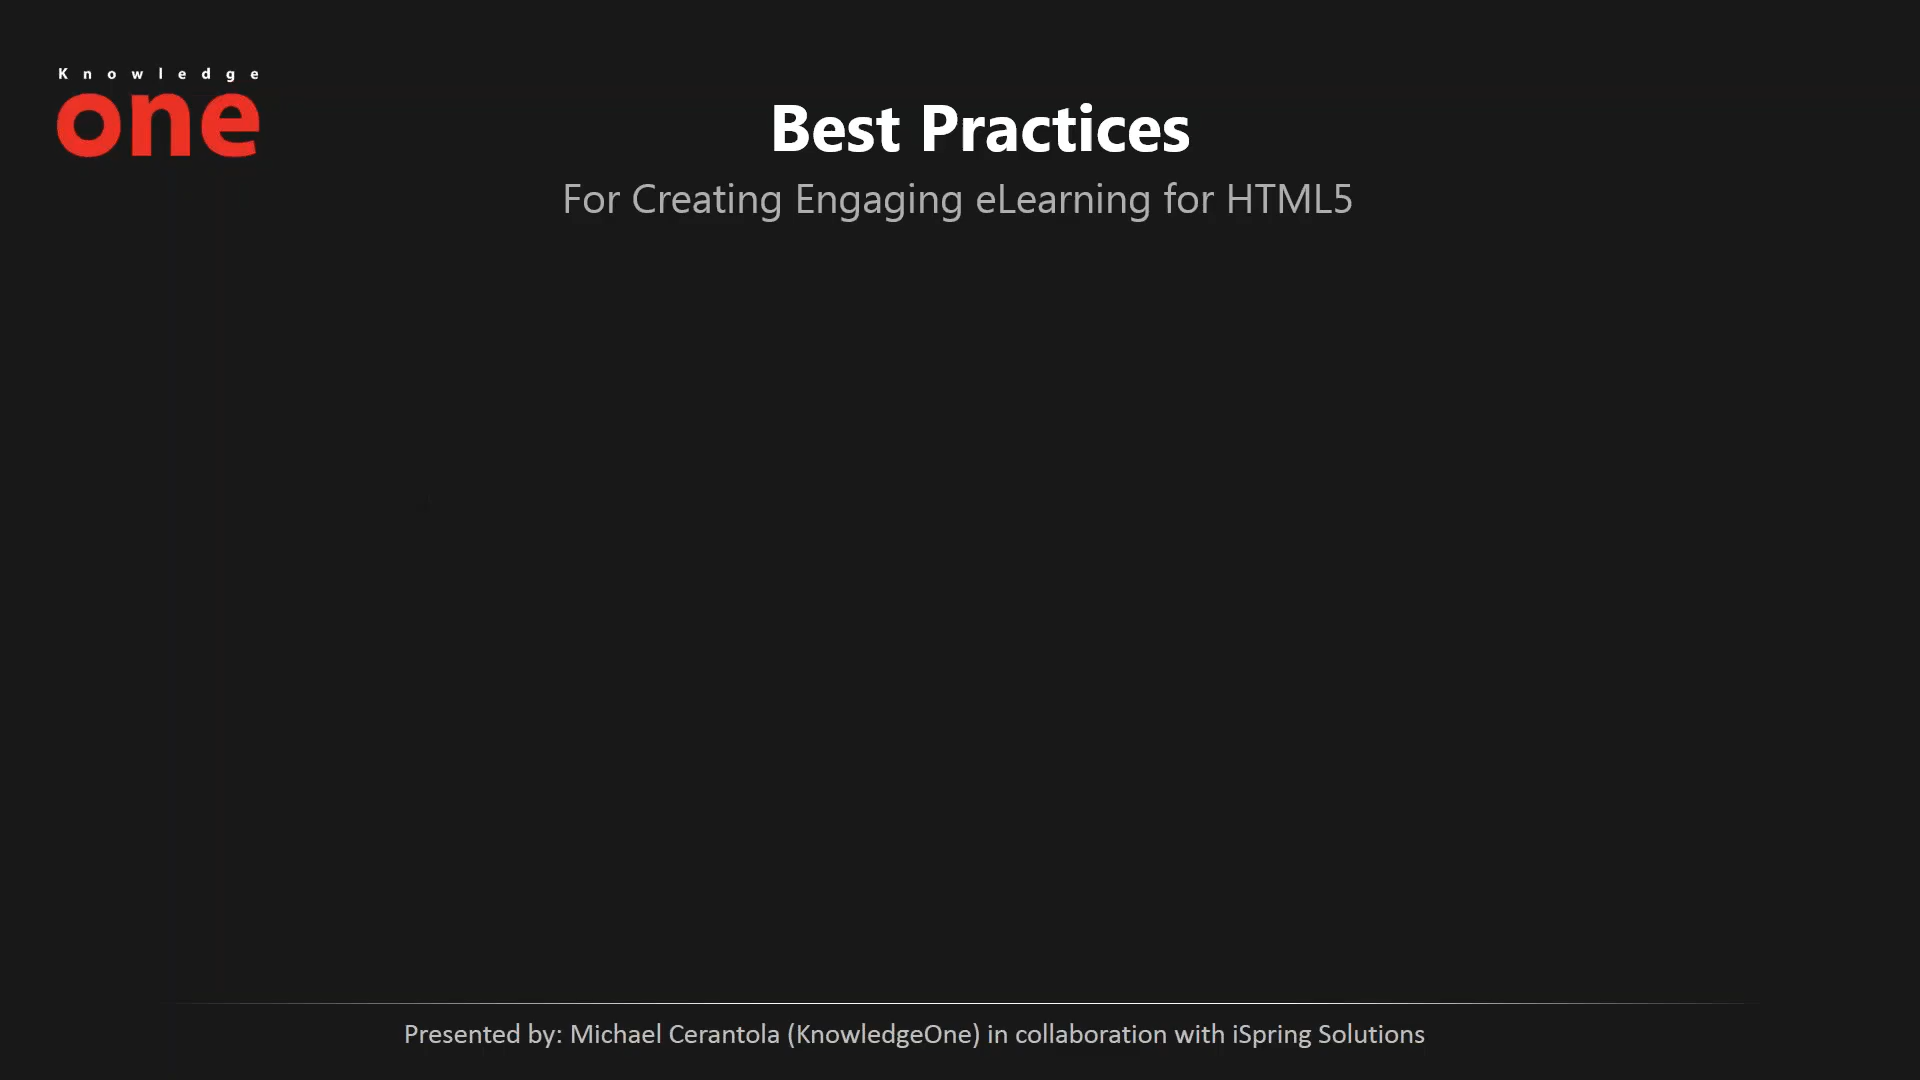 Knowledge
one
Best Practices
For Creating Engaging eLearning for HTML5
Presented by: Michael Cerantola (KnowledgeOne) in collaboration with iSpring Solutions